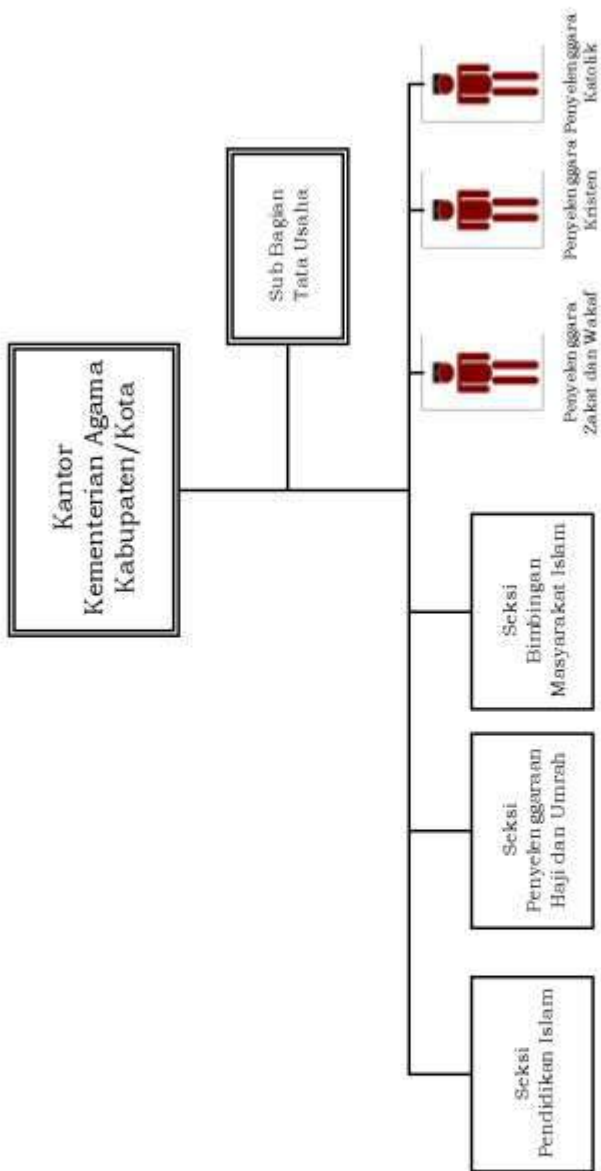 Kantor
Kementerian Agama
Kabupaten/Kota
Sub Bagian
Tata Usaha
Seksi
Pendidikan Islam
Seksi
Penyelenggaraan
Haji dan Umrah
Seksi
Bimbingan
Masyarakat Islam
Penyelenggara
Zakat dan Wakaf
Penyelenggara
Kristen
Penyelenggara
Katolik